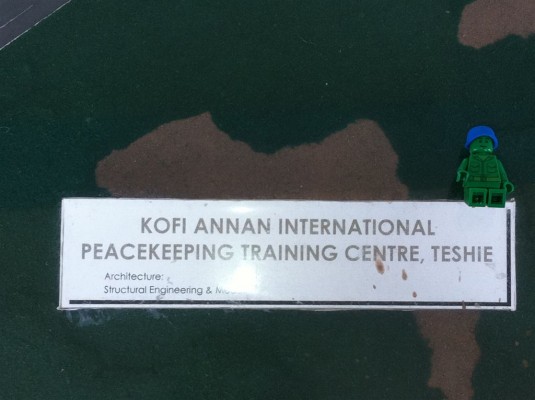 KOFI ANNAN INTERNATIONAL
PEACEKEEPING TRAINING CENTRE, TESHIE
Architecture:
Structural Engineering &